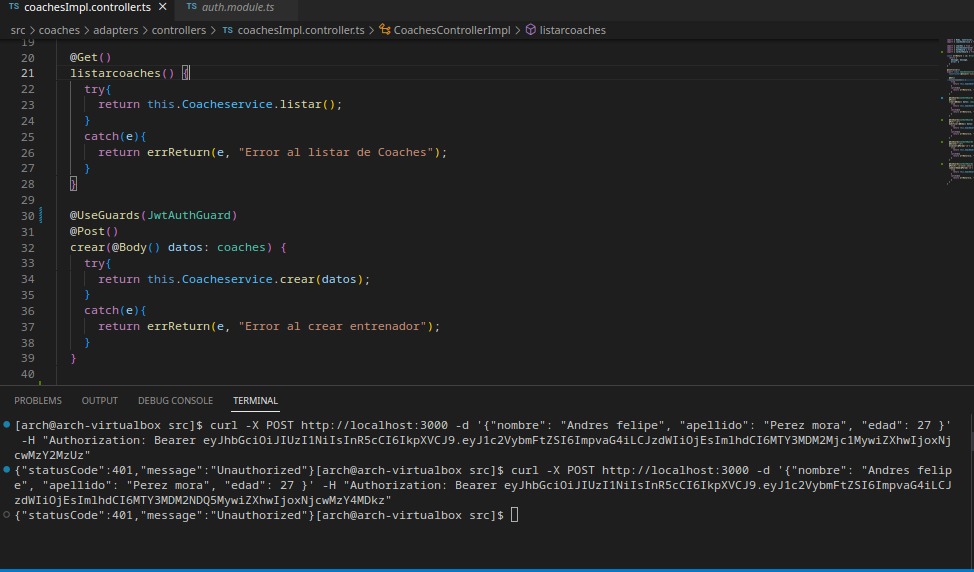 TS coachesImpl.controller.ts × TS auth.module.ts
src > coaches > adapters > controllers > TS coachesImpl.controller.ts > CoachesControllerImpl > listarcoaches
19
20 @Get()
21 listarcoaches() {
22 try{
23 return this.Coacheservice.listar();
24 }
25 catch(e){
26 return errReturn(e, "Error al listar de Coaches");
27 }
28 }
29
30 @UseGuards(JwtAuthGuard)
31 @Post()
32 crear(@Body() datos: coaches) {
33 try{
34 return this.Coacheservice.crear(datos);
35 }
36 catch(e){
37 return errReturn(e, "Error al crear entrenador");
38 }
39 }
40
PROBLEMS OUTPUT DEBUG CONSOLE TERMINAL
[arch@arch-virtualbox src]$ curl -X POST http://localhost:3000 -d '{"nombre": "Andres felipe", "apellido": "Perez mora", "edad": 27 }'
-H "Authorization: Bearer eyJhbGciOiJIUzI1NiIsInR5cCI6IkpXVCJ9.eyJ1c2VybmFtZSI6ImpvaG4iLCJzdWIiOjEsImlhdCI6MTY3MDM2Mjc1MywiZXhwIjoxNj
cwMzY2MzUz"
{"statusCode":401,"message":"Unauthorized"}[arch@arch-virtualbox src]$ curl -X POST http://localhost:3000 -d '{"nombre": "Andres felip
e", "apellido": "Perez mora", "edad": 27 }' -H "Authorization: Bearer eyJhbGciOiJIUzI1NiIsInR5cCI6IkpXVCJ9.eyJ1c2VybmFtZSI6ImpvaG4iLCJ
zdWIiOjEsImlhdCI6MTY3MDM2NDQ5MywiZXhwIjoxNjcwMzY4MDkz"
{"statusCode":401,"message":"Unauthorized"}[arch@arch-virtualbox src]$